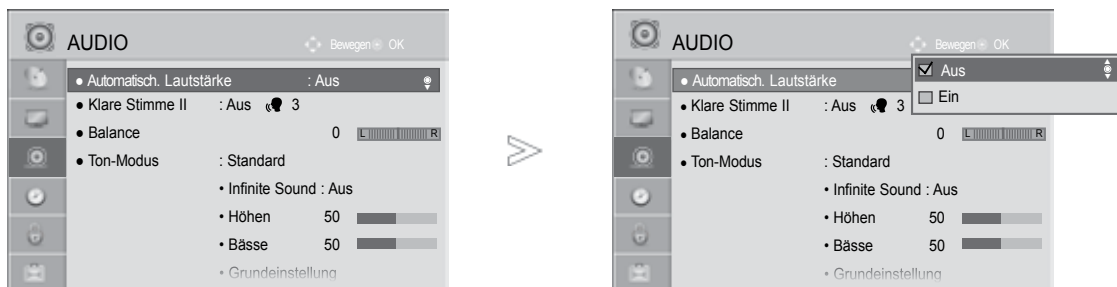 AUDIO Bewegen OK
● Automatisch. Lautstärke : Aus
● Klare Stimme II : Aus 3
● Balance 0 L R
● Ton-Modus : Standard
• Infinite Sound : Aus
• Höhen 50
• Bässe 50
• Grundeinstellung
AUDIO Bewegen OK
● Automatisch. Lautstärke
Aus
Ein
● Klare Stimme II : Aus 3
● Balance 0 L R
● Ton-Modus : Standard
• Infinite Sound : Aus
• Höhen 50
• Bässe 50
• Grundeinstellung